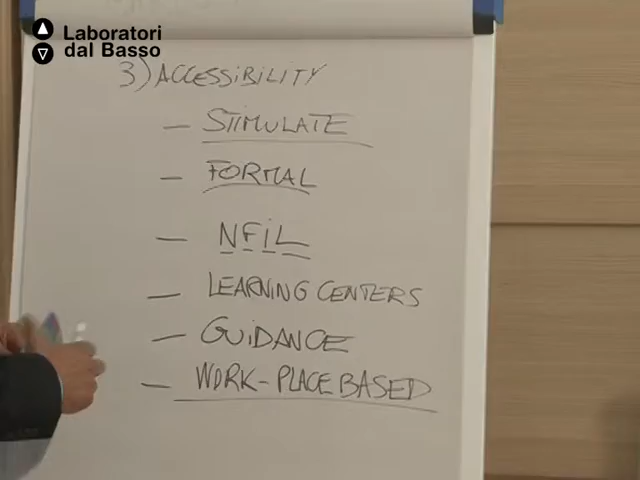 Laboratori
dal Basso
3) ACCESSIBILITY
— STIMULATE
— FORMAL
— NFIL
— LEARNING CENTERS
— GUIDANCE
— WORK-PLACE BASED